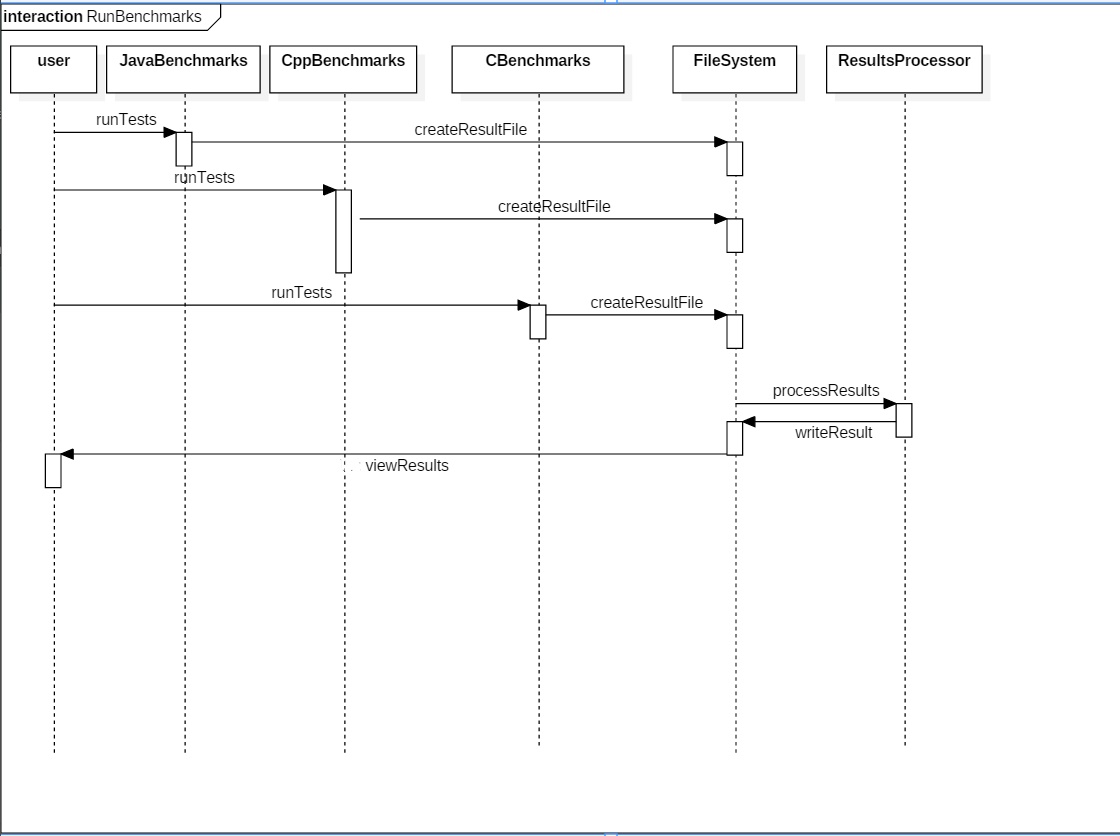 interaction RunBenchmarks
user
JavaBenchmarks
CppBenchmarks
CBenchmarks
FileSystem
ResultsProcessor
runTests
createResultFile
runTests
createResultFile
runTests
createResultFile
processResults
writeResult
viewResults